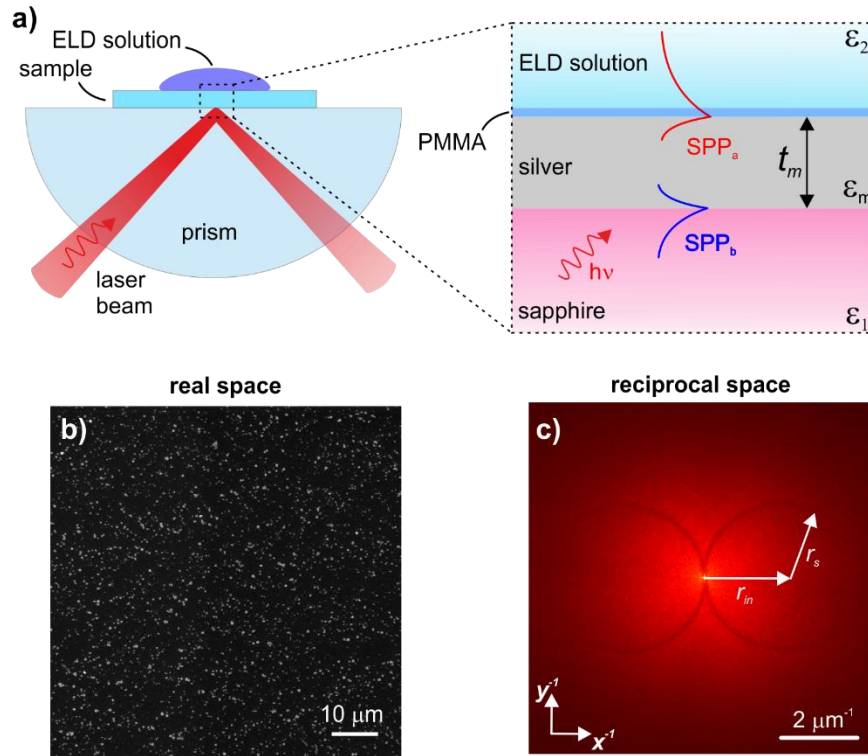 a)
ELD solution
sample
prism
laser
beam
ELD solution
ε2
PMMA
SPPa
tm
silver
εm
SPPb
hν
sapphire
ε1
real space
b)
10 μm
reciprocal space
c)
rs
rin
y-1
x-1
2 μm-1